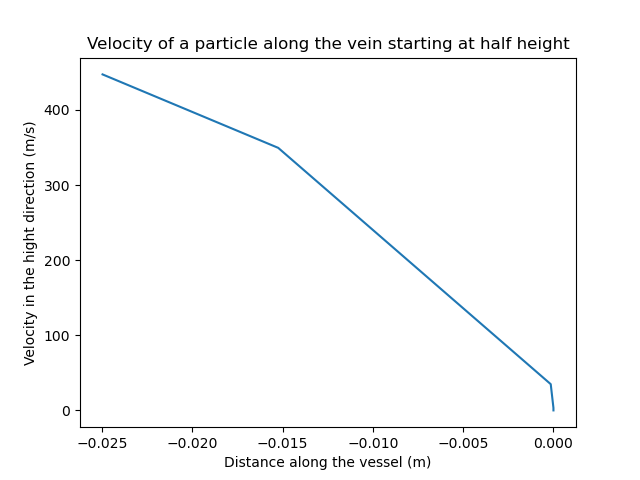 Velocity of a particle along the vein starting at half height
Velocity in the hight direction (m/s)
400
300
200
100
0
−0.025 −0.020 −0.015 −0.010 −0.005 0.000
Distance along the vessel (m)